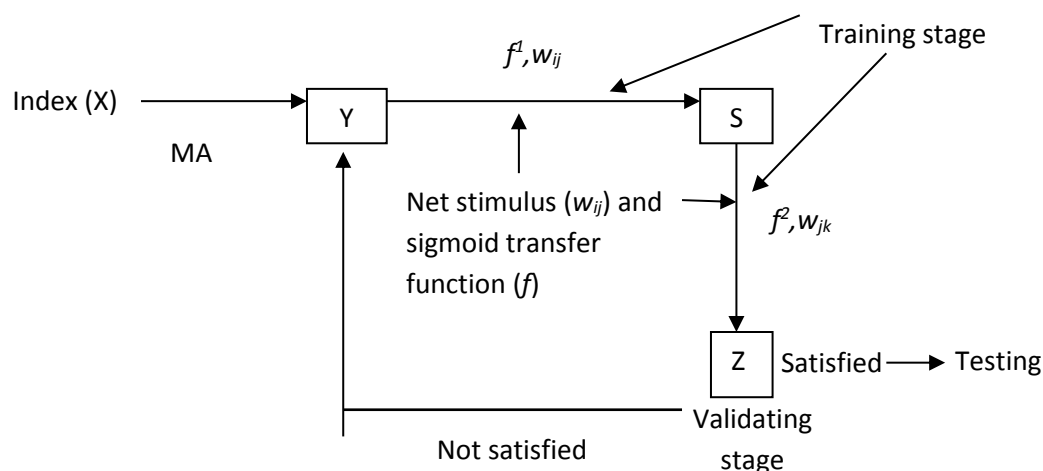 Training stage
f¹,wᵢⱼ
Index (X)
Y
S
MA
Net stimulus (wᵢⱼ) and
sigmoid transfer
function (f)
f²,wⱼₖ
Z
Satisfied
Testing
Validating
stage
Not satisfied